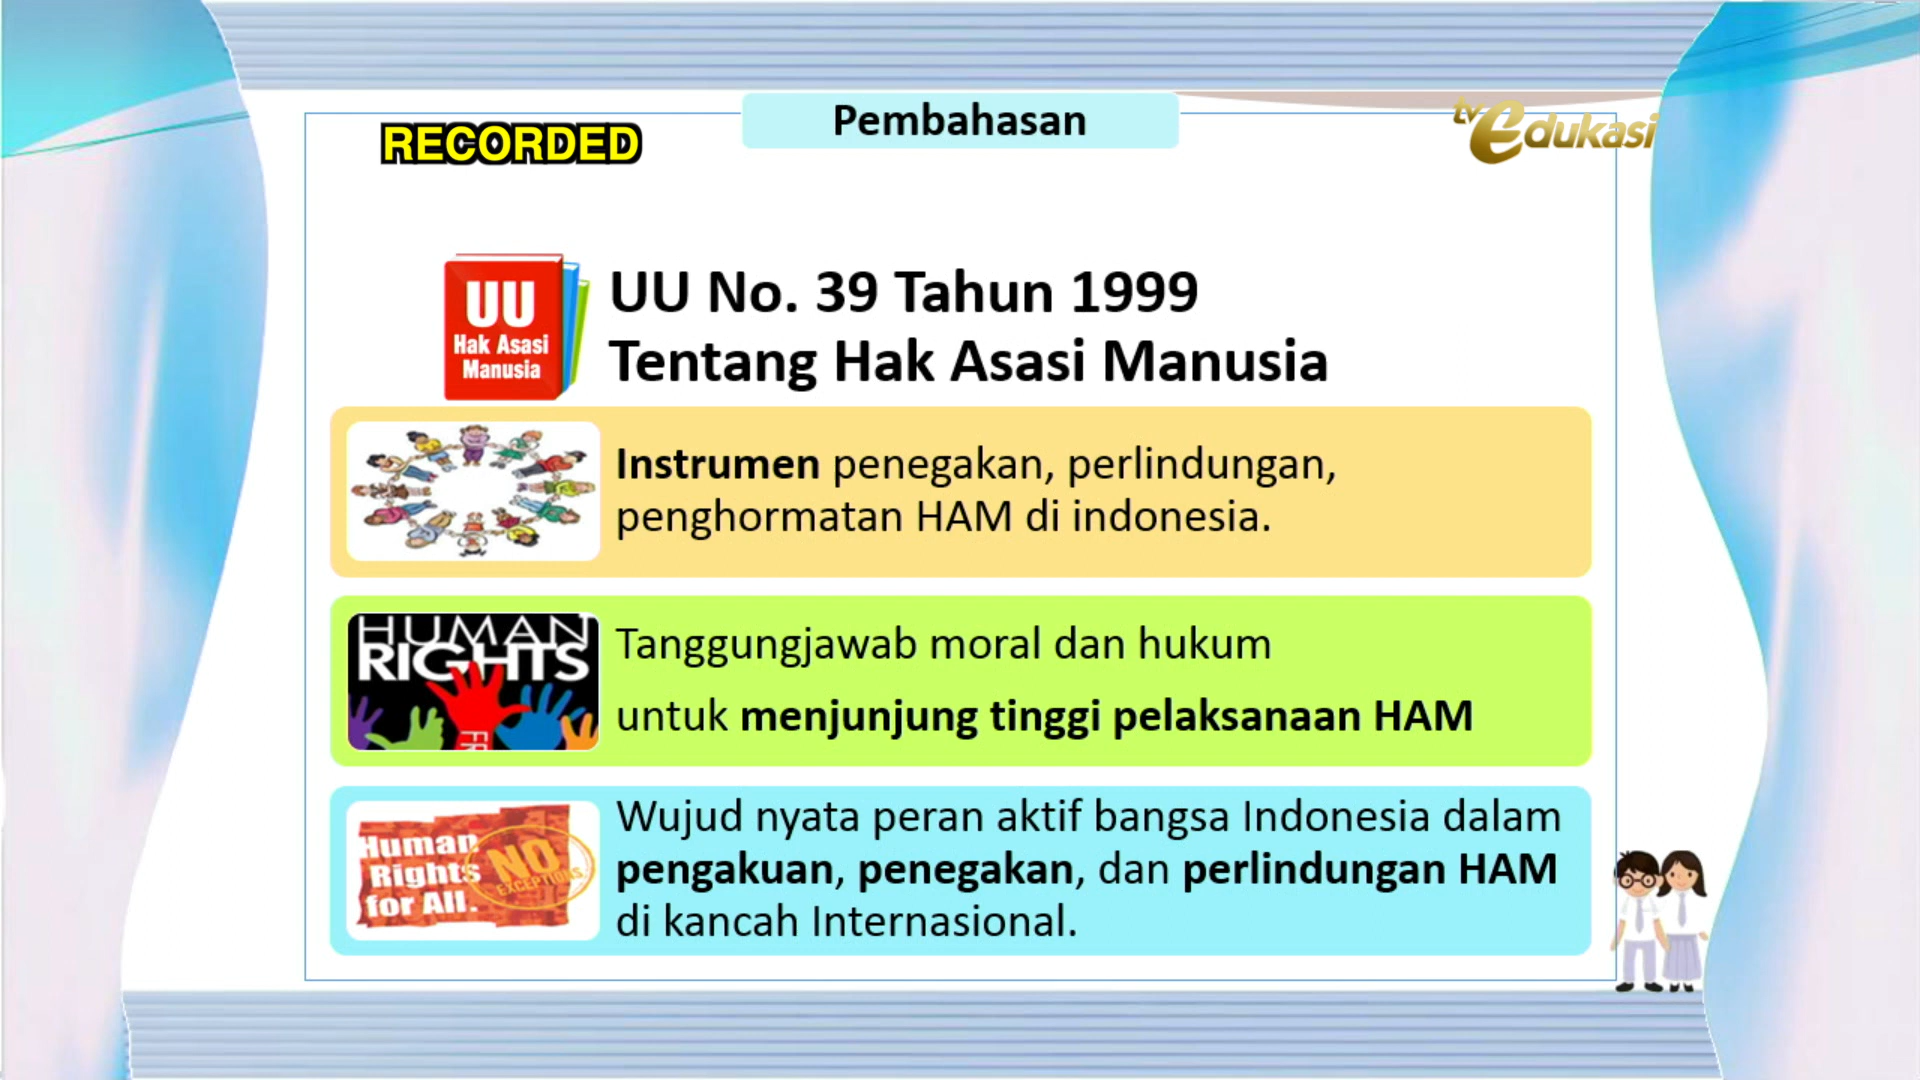 Pembahasan
RECORDED
tv Edukasi
UU
Hak Asasi
Manusia
UU No. 39 Tahun 1999
Tentang Hak Asasi Manusia
Instrumen penegakan, perlindungan,
penghormatan HAM di indonesia.
HUMAN
RIGHTS
FR
Tanggungjawab moral dan hukum
untuk menjunjung tinggi pelaksanaan HAM
Human
Rights
for All.
NO
EXCEPTIONS.
Wujud nyata peran aktif bangsa Indonesia dalam
pengakuan, penegakan, dan perlindungan HAM
di kancah Internasional.